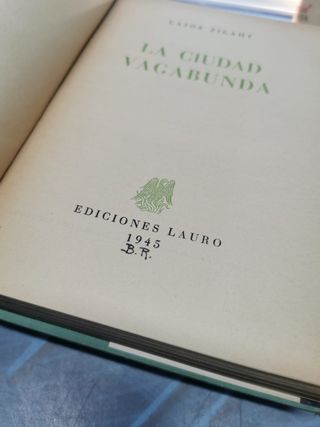 LAJOS ZILAHY
LA CIUDAD
VAGABUNDA
EDICIONES LAURO
1945
B. R.